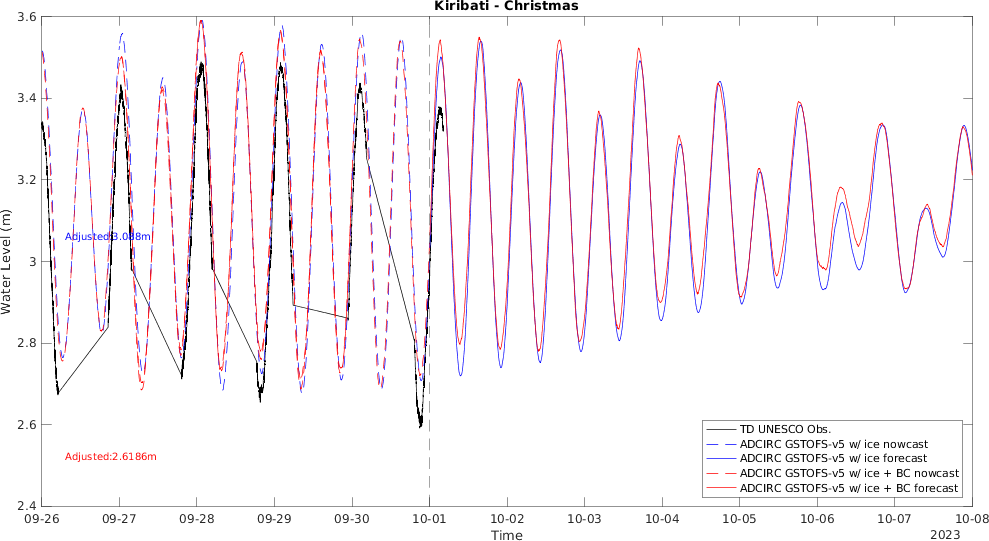 Kiribati - Christmas
3.6
3.4
3.2
3
2.8
2.6
2.4
Water Level (m)
Adjusted:3.088m
Adjusted:2.6186m
TD UNESCO Obs.
ADCIRC GSTOFS-v5 w/ ice nowcast
ADCIRC GSTOFS-v5 w/ ice forecast
ADCIRC GSTOFS-v5 w/ ice + BC nowcast
ADCIRC GSTOFS-v5 w/ ice + BC forecast
09-26 09-27 09-28 09-29 09-30 10-01 10-02 10-03 10-04 10-05 10-06 10-07 10-08
Time
2023